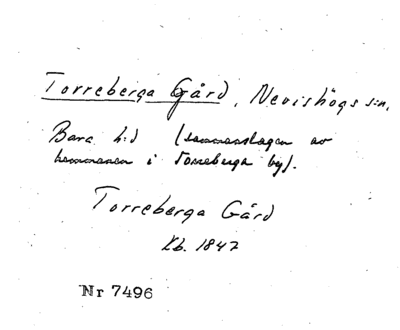 Torreberga Gård, Nevishögs s:n,
Bara h:d (sammanslagen av
hemmanen i Torreberga by).
Torreberga Gård
Kb. 1847
Nr 7496